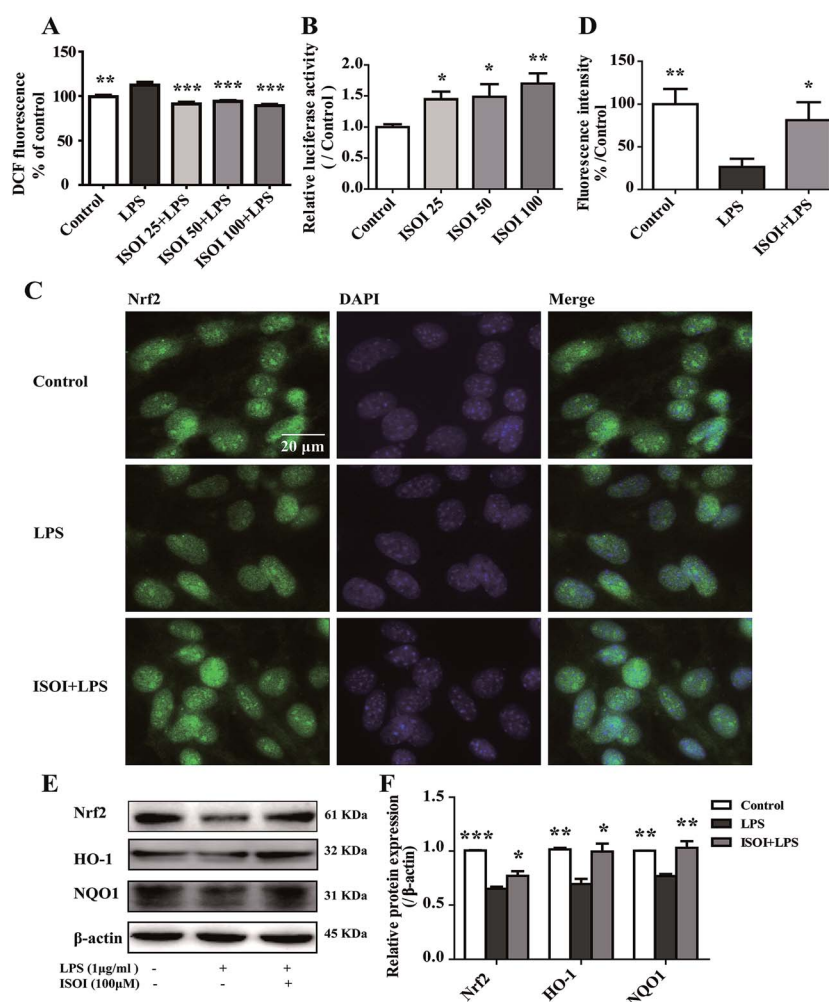 A
DCF fluorescence
% of control
150
100
50
0
**
***
***
***
Control
LPS
ISOI 25+LPS
ISOI 50+LPS
ISOI 100+LPS
B
Relative luciferase activity
( / Control )
2.0
1.5
1.0
0.5
0.0
*
*
**
Control
ISOI 25
ISOI 50
ISOI 100
D
Fluorescence intensity
% /Control
150
100
50
0
**
*
Control
LPS
ISOI+LPS
C
Nrf2
DAPI
Merge
Control
20 μm
LPS
ISOI+LPS
E
Nrf2
61 KDa
HO-1
32 KDa
NQO1
31 KDa
β-actin
45 KDa
LPS (1μg/ml ) - + +
ISOI (100μM) - - +
F
Relative protein expression
(/ β-actin)
1.5
1.0
0.5
0.0
Control
LPS
ISOI+LPS
***
*
**
*
**
**
Nrf2
HO-1
NQO1